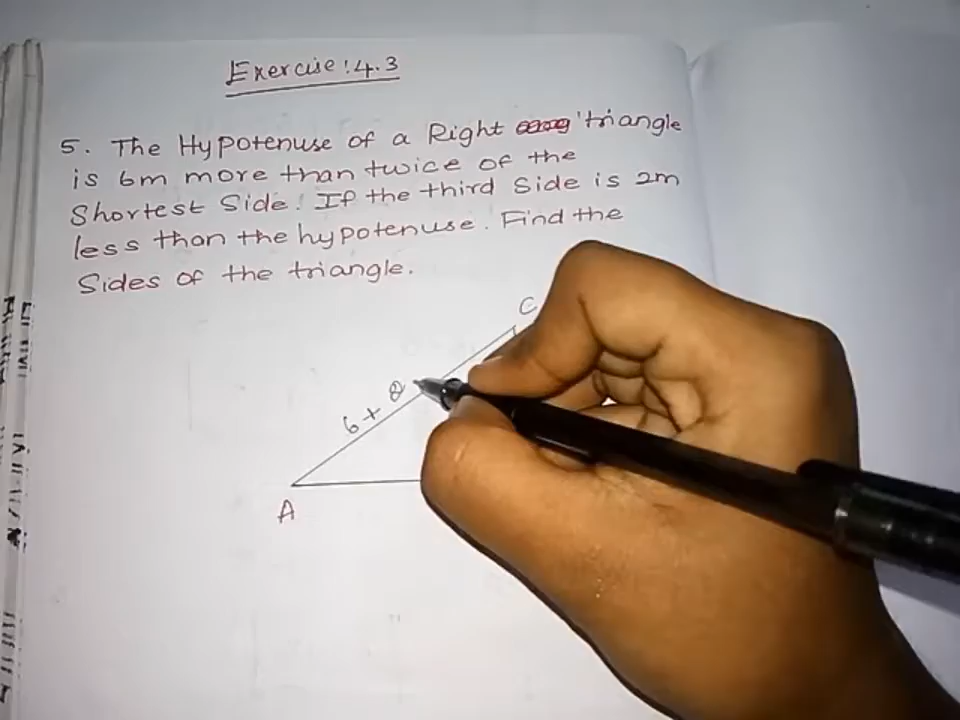 Exercise: 4.3
5. The Hypotenuse of a Right triangle
is 6m more than twice of the
Shortest Side. If the third Side is 2m
less than the hypotenuse. Find the
Sides of the triangle.
C
6 +
A